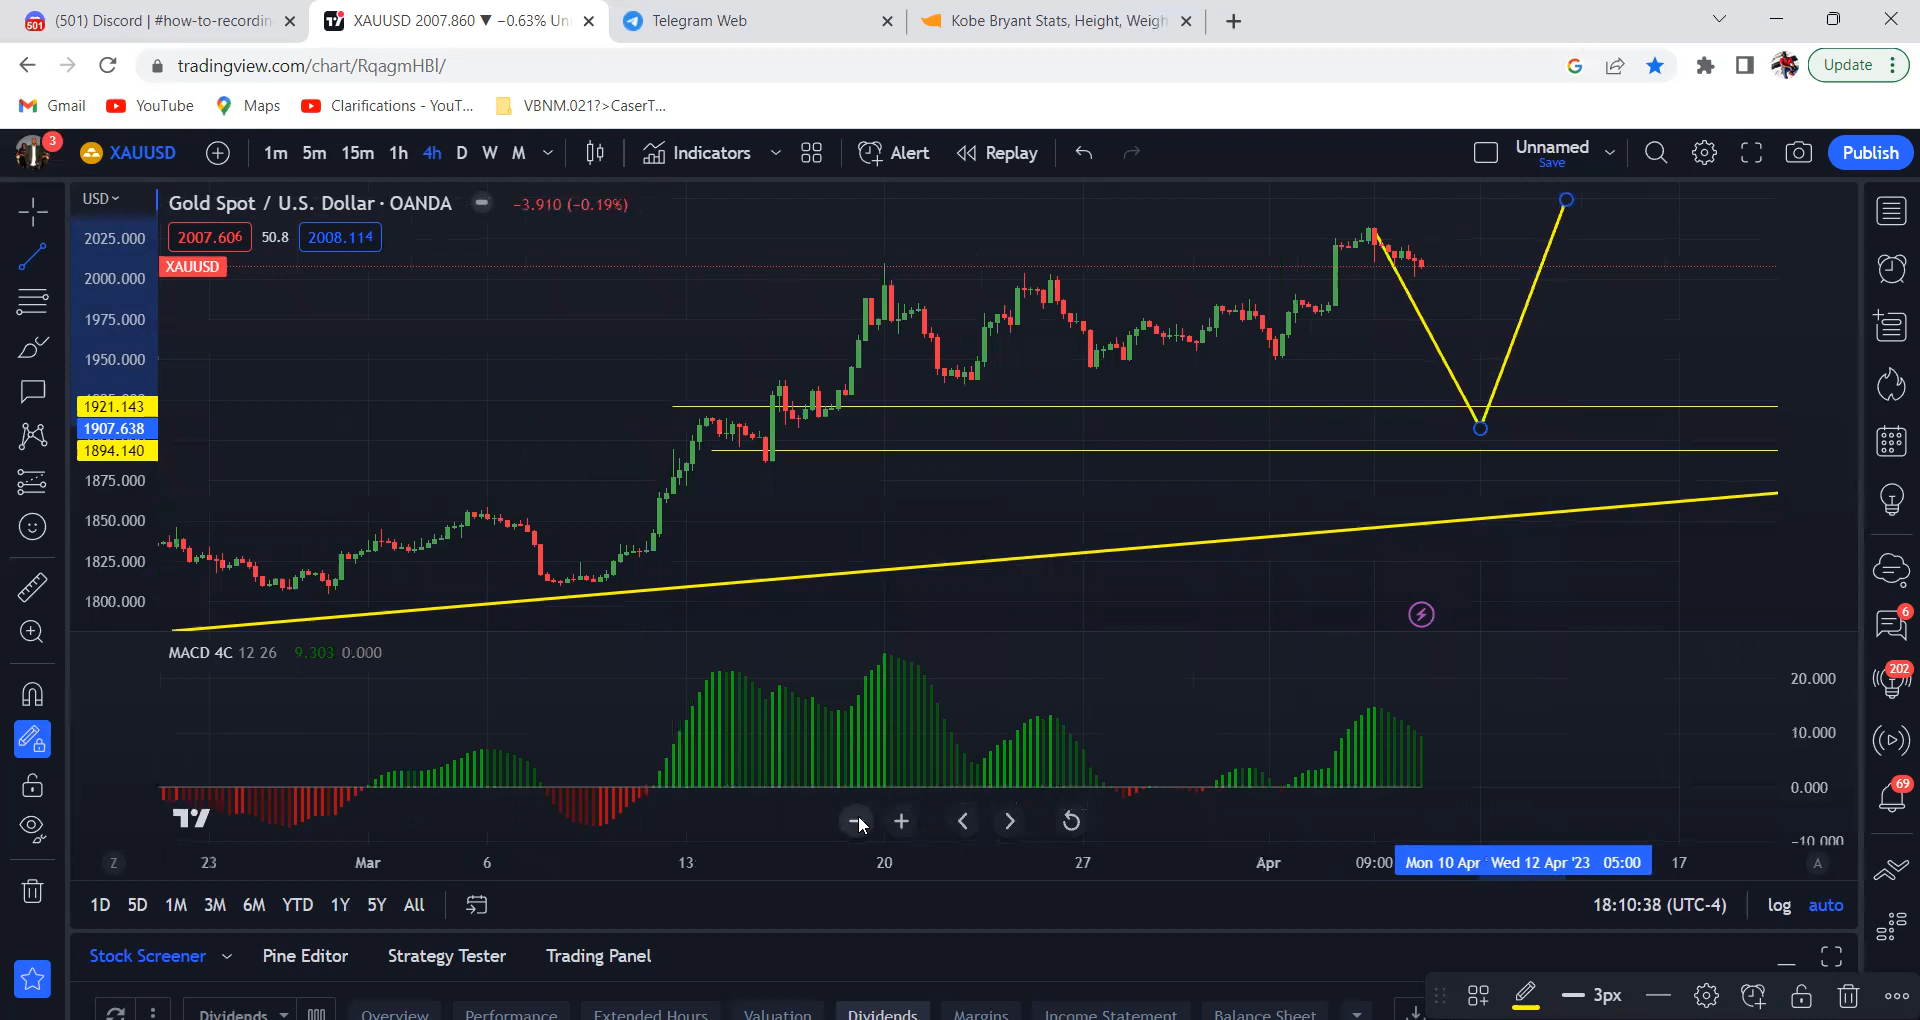 (501) Discord | #how-to-recordin
XAUUSD 2007.860 ▼ −0.63% Un
Telegram Web
Kobe Bryant Stats, Height, Weigh
tradingview.com/chart/RqagmHBl/
Update
Gmail
YouTube
Maps
Clarifications - YouT...
VBNM.021?>CaserT...
3
XAUUSD
1m 5m 15m 1h 4h D W M
Indicators
Alert
Replay
Unnamed
Save
Publish
USD
Gold Spot / U.S. Dollar · OANDA
−3.910 (−0.19%)
2007.606 50.8 2008.114
XAUUSD
2025.000
2000.000
1975.000
1950.000
1921.143
1907.638
1894.140
1875.000
1850.000
1825.000
1800.000
MACD 4C 12 26 9.303 0.000
20.000
10.000
0.000
-10.000
6
202
69
Z 23 Mar 6 13 20 27 Apr 09:00 Mon 10 Apr Wed 12 Apr '23 05:00 17 A
1D 5D 1M 3M 6M YTD 1Y 5Y All
18:10:38 (UTC-4) log auto
Stock Screener Pine Editor Strategy Tester Trading Panel
3px
Dividends Overview Performance Extended Hours Valuation Dividends Margins Income Statement Balance Sheet